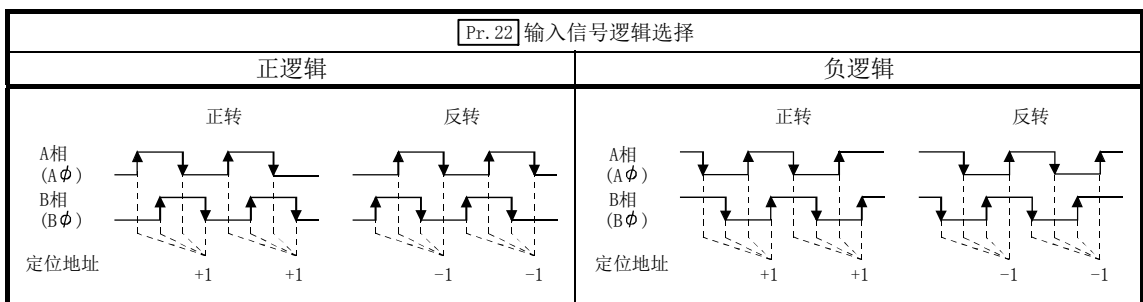 Pr.22 输入信号逻辑选择
正逻辑 负逻辑
正转 反转 正转 反转
A相 A相
(Aϕ) (Aϕ)
B相 B相
(Bϕ) (Bϕ)
定位地址 +1 +1 -1 -1 定位地址 +1 +1 -1 -1